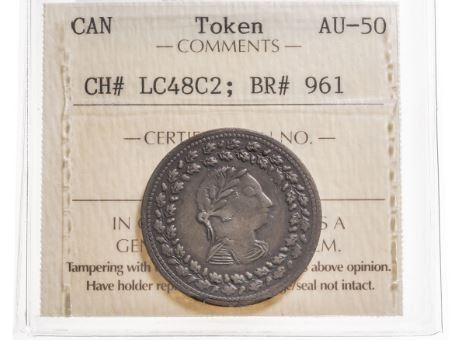 CAN Token AU-50
— COMMENTS —
CH# LC48C2; BR# 961
— CERTI NO. —
IN S A
GEN M.
Tampering with above opinion.
Have holder rep e/seal not intact.